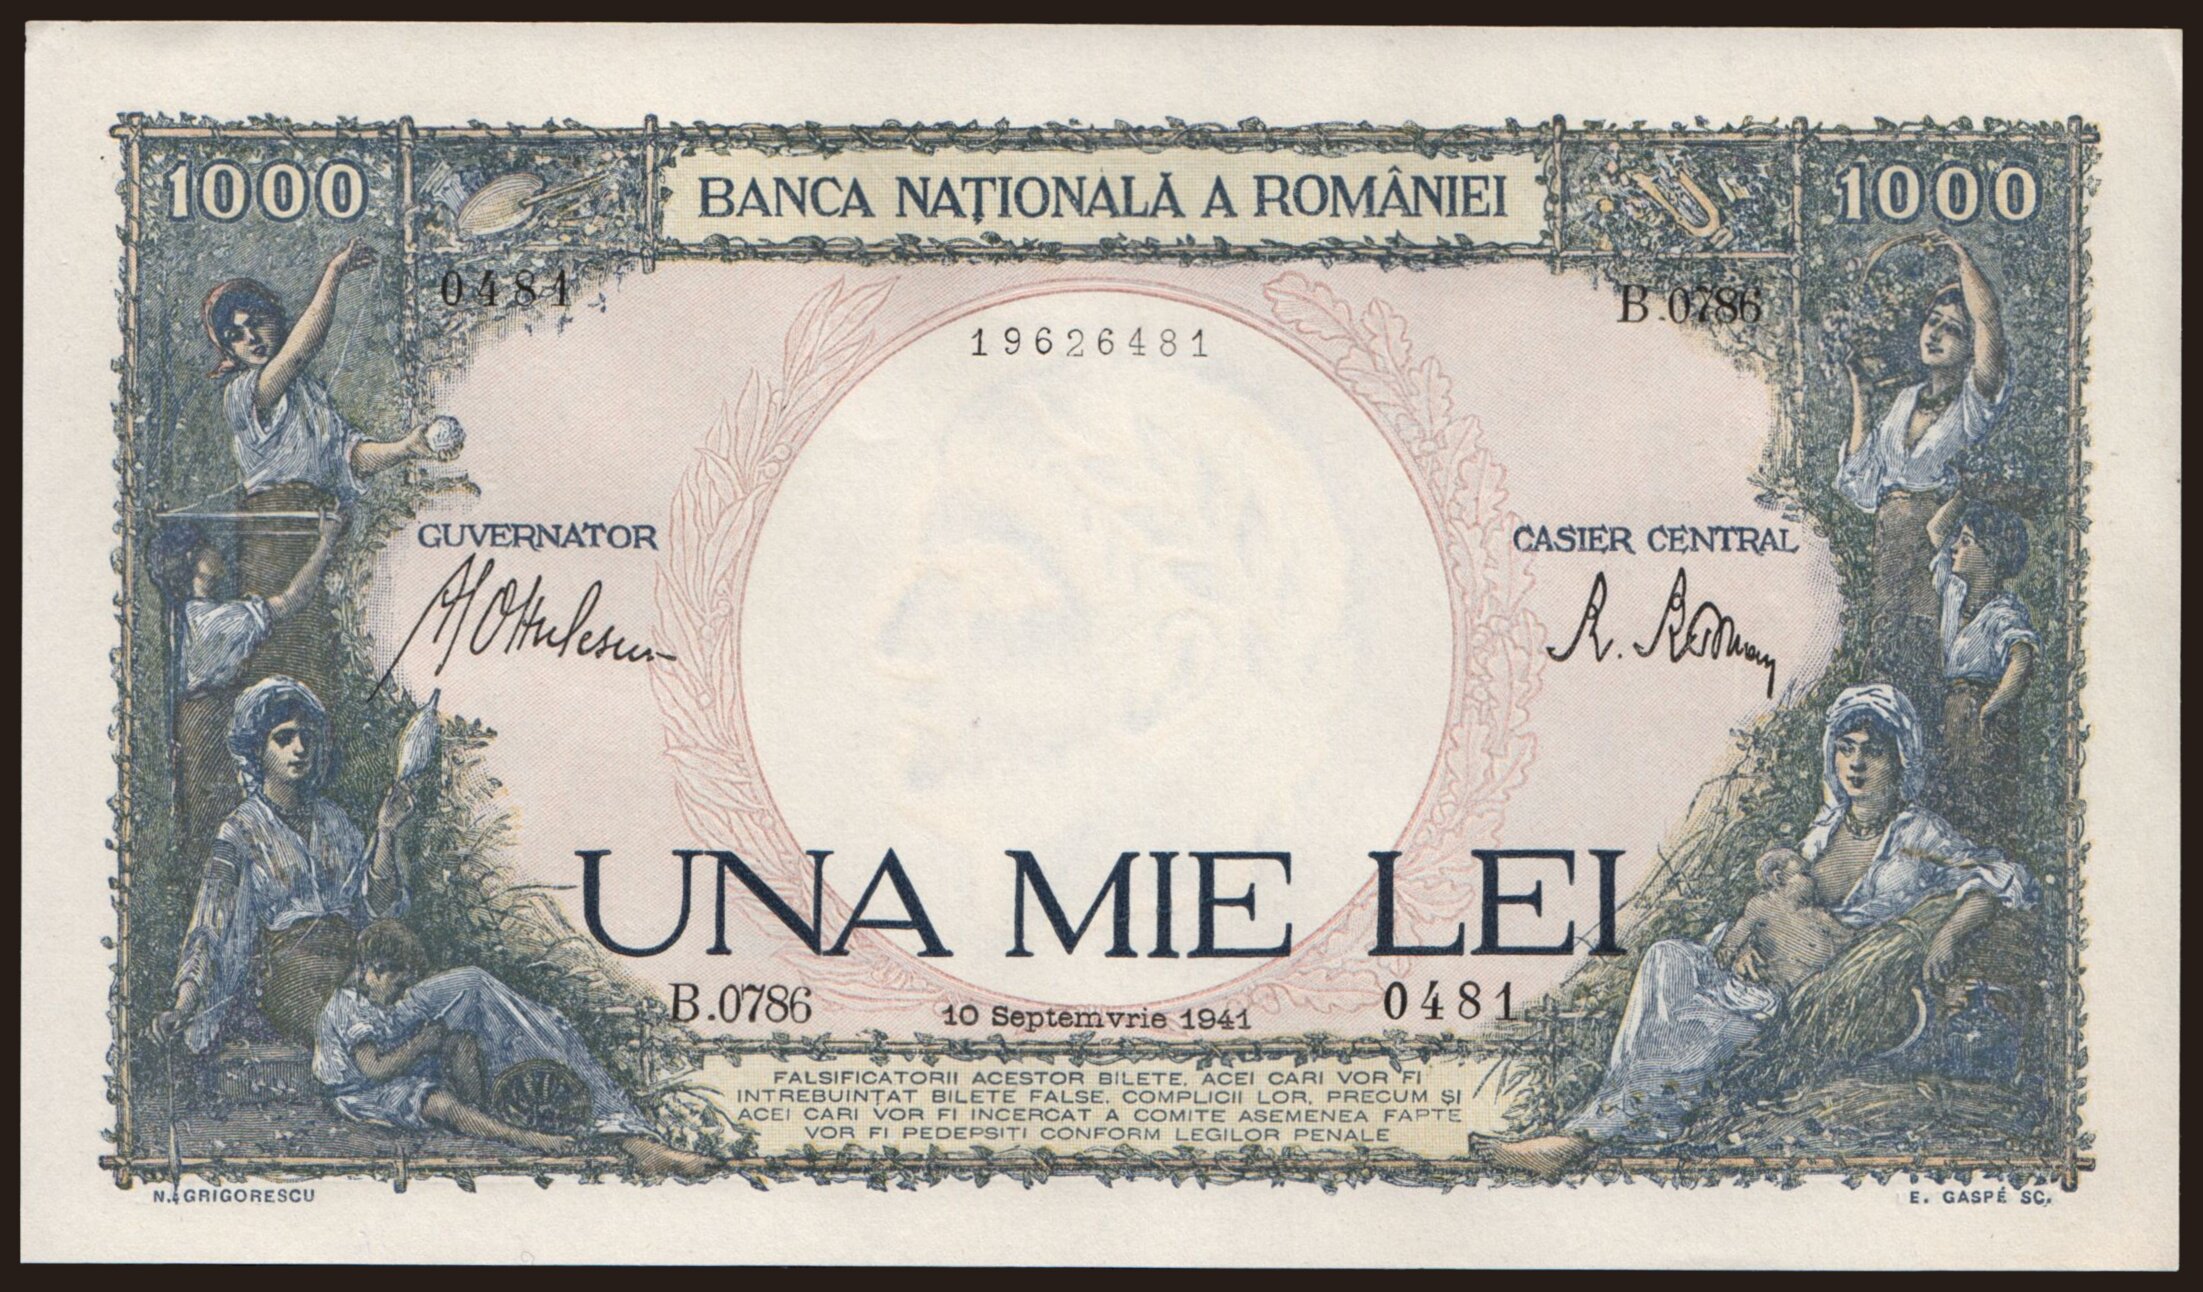 1000
BANCA NAȚIONALĂ A ROMÂNIEI
1000
0481
B.0786
19626481
GUVERNATOR
CASIER CENTRAL
UNA MIE LEI
B.0786
10 Septemvrie 1941
0481
FALSIFICATORII ACESTOR BILETE, ACEI CARI VOR FI
INTREBUINȚAT BILETE FALSE, COMPLICII LOR, PRECUM ȘI
ACEI CARI VOR FI INCERCAT A COMITE ASEMENEA FAPTE
VOR FI PEDEPSITI CONFORM LEGILOR PENALE
N. GRIGORESCU
E. GASPÉ SC.